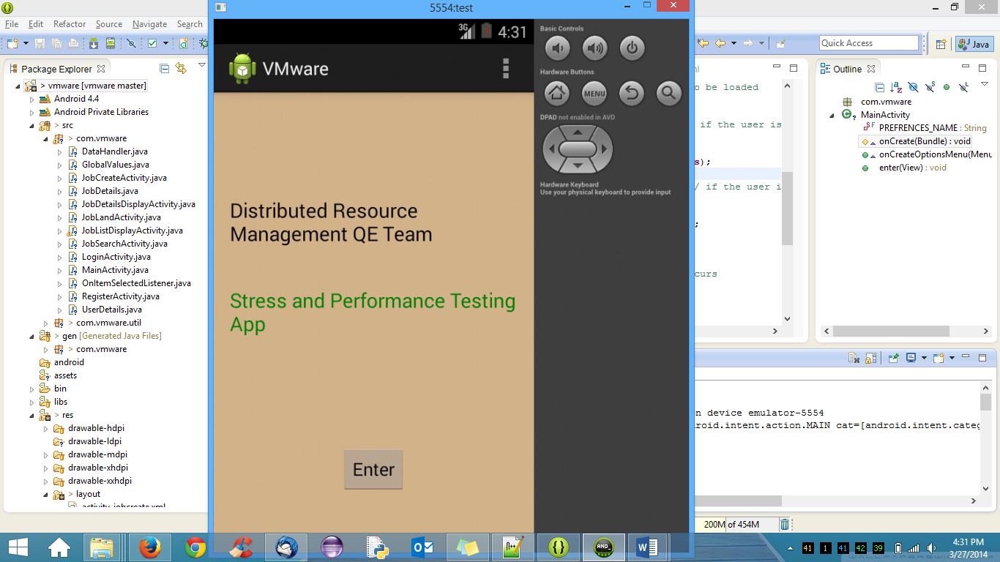 5554:test
File Edit Refactor Source Navigate Search
Quick Access
Java
Package Explorer
> vmware [vmware master]
Android 4.4
Android Private Libraries
> src
> com.vmware
DataHandler.java
GlobalValues.java
JobCreateActivity.java
JobDetails.java
JobDetailsDisplayActivity.java
JobLandActivity.java
JobListDisplayActivity.java
JobSearchActivity.java
LoginActivity.java
MainActivity.java
OnItemSelectedListener.java
RegisterActivity.java
UserDetails.java
> com.vmware.util
> gen [Generated Java Files]
> com.vmware
android
assets
bin
libs
> res
drawable-hdpi
drawable-ldpi
drawable-mdpi
drawable-xhdpi
drawable-xxhdpi
> layout
activity_jobcreate.xml
3G 4:31
VMware
Distributed Resource
Management QE Team
Stress and Performance Testing
App
Enter
Basic Controls
Hardware Buttons
MENU
DPAD not enabled in AVD
Hardware Keyboard
Use your physical keyboard to provide input
o be loaded
if the user is
s);
/ if the user i
;
curs
Outline
com.vmware
MainActivity
PREFRENCES_NAME : String
onCreate(Bundle) : void
onCreateOptionsMenu(Menu
enter(View) : void
n device emulator-5554
droid.intent.action.MAIN cat=[android.intent.categ
200M of 454M
AND_
41 1 41 42 39
4:31 PM
3/27/2014